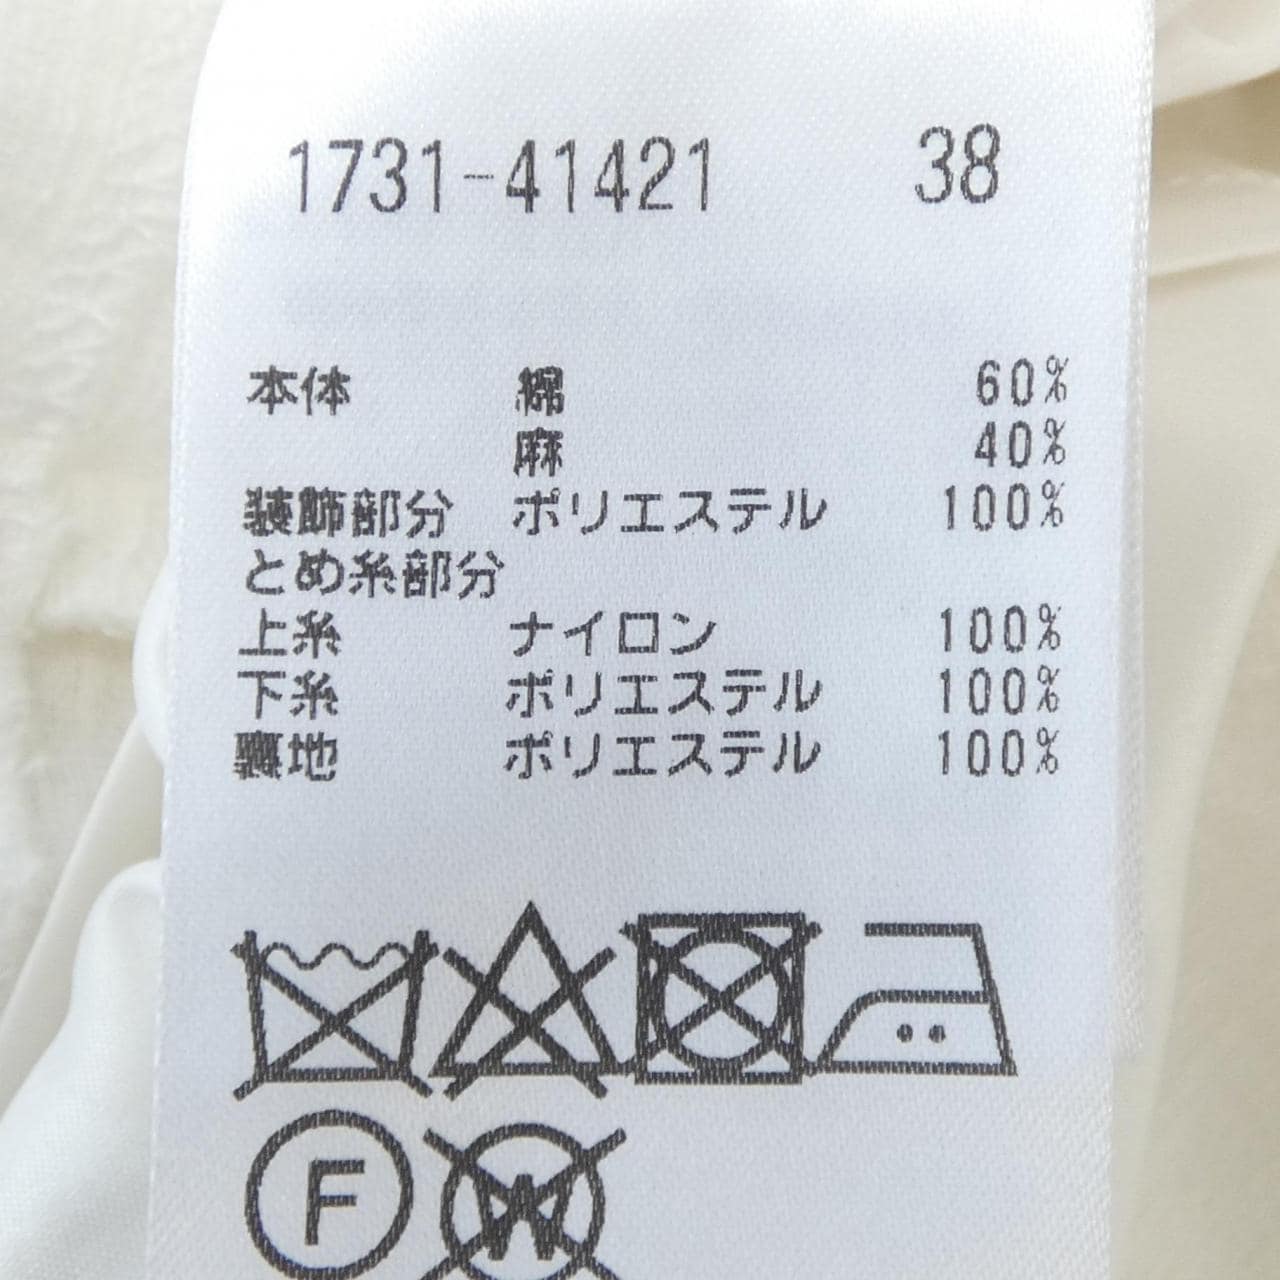 1731-41421 38
本体 綿 60%
麻 40%
装飾部分 ポリエステル 100%
とめ糸部分
上糸 ナイロン 100%
下糸 ポリエステル 100%
裏地 ポリエステル 100%
F W